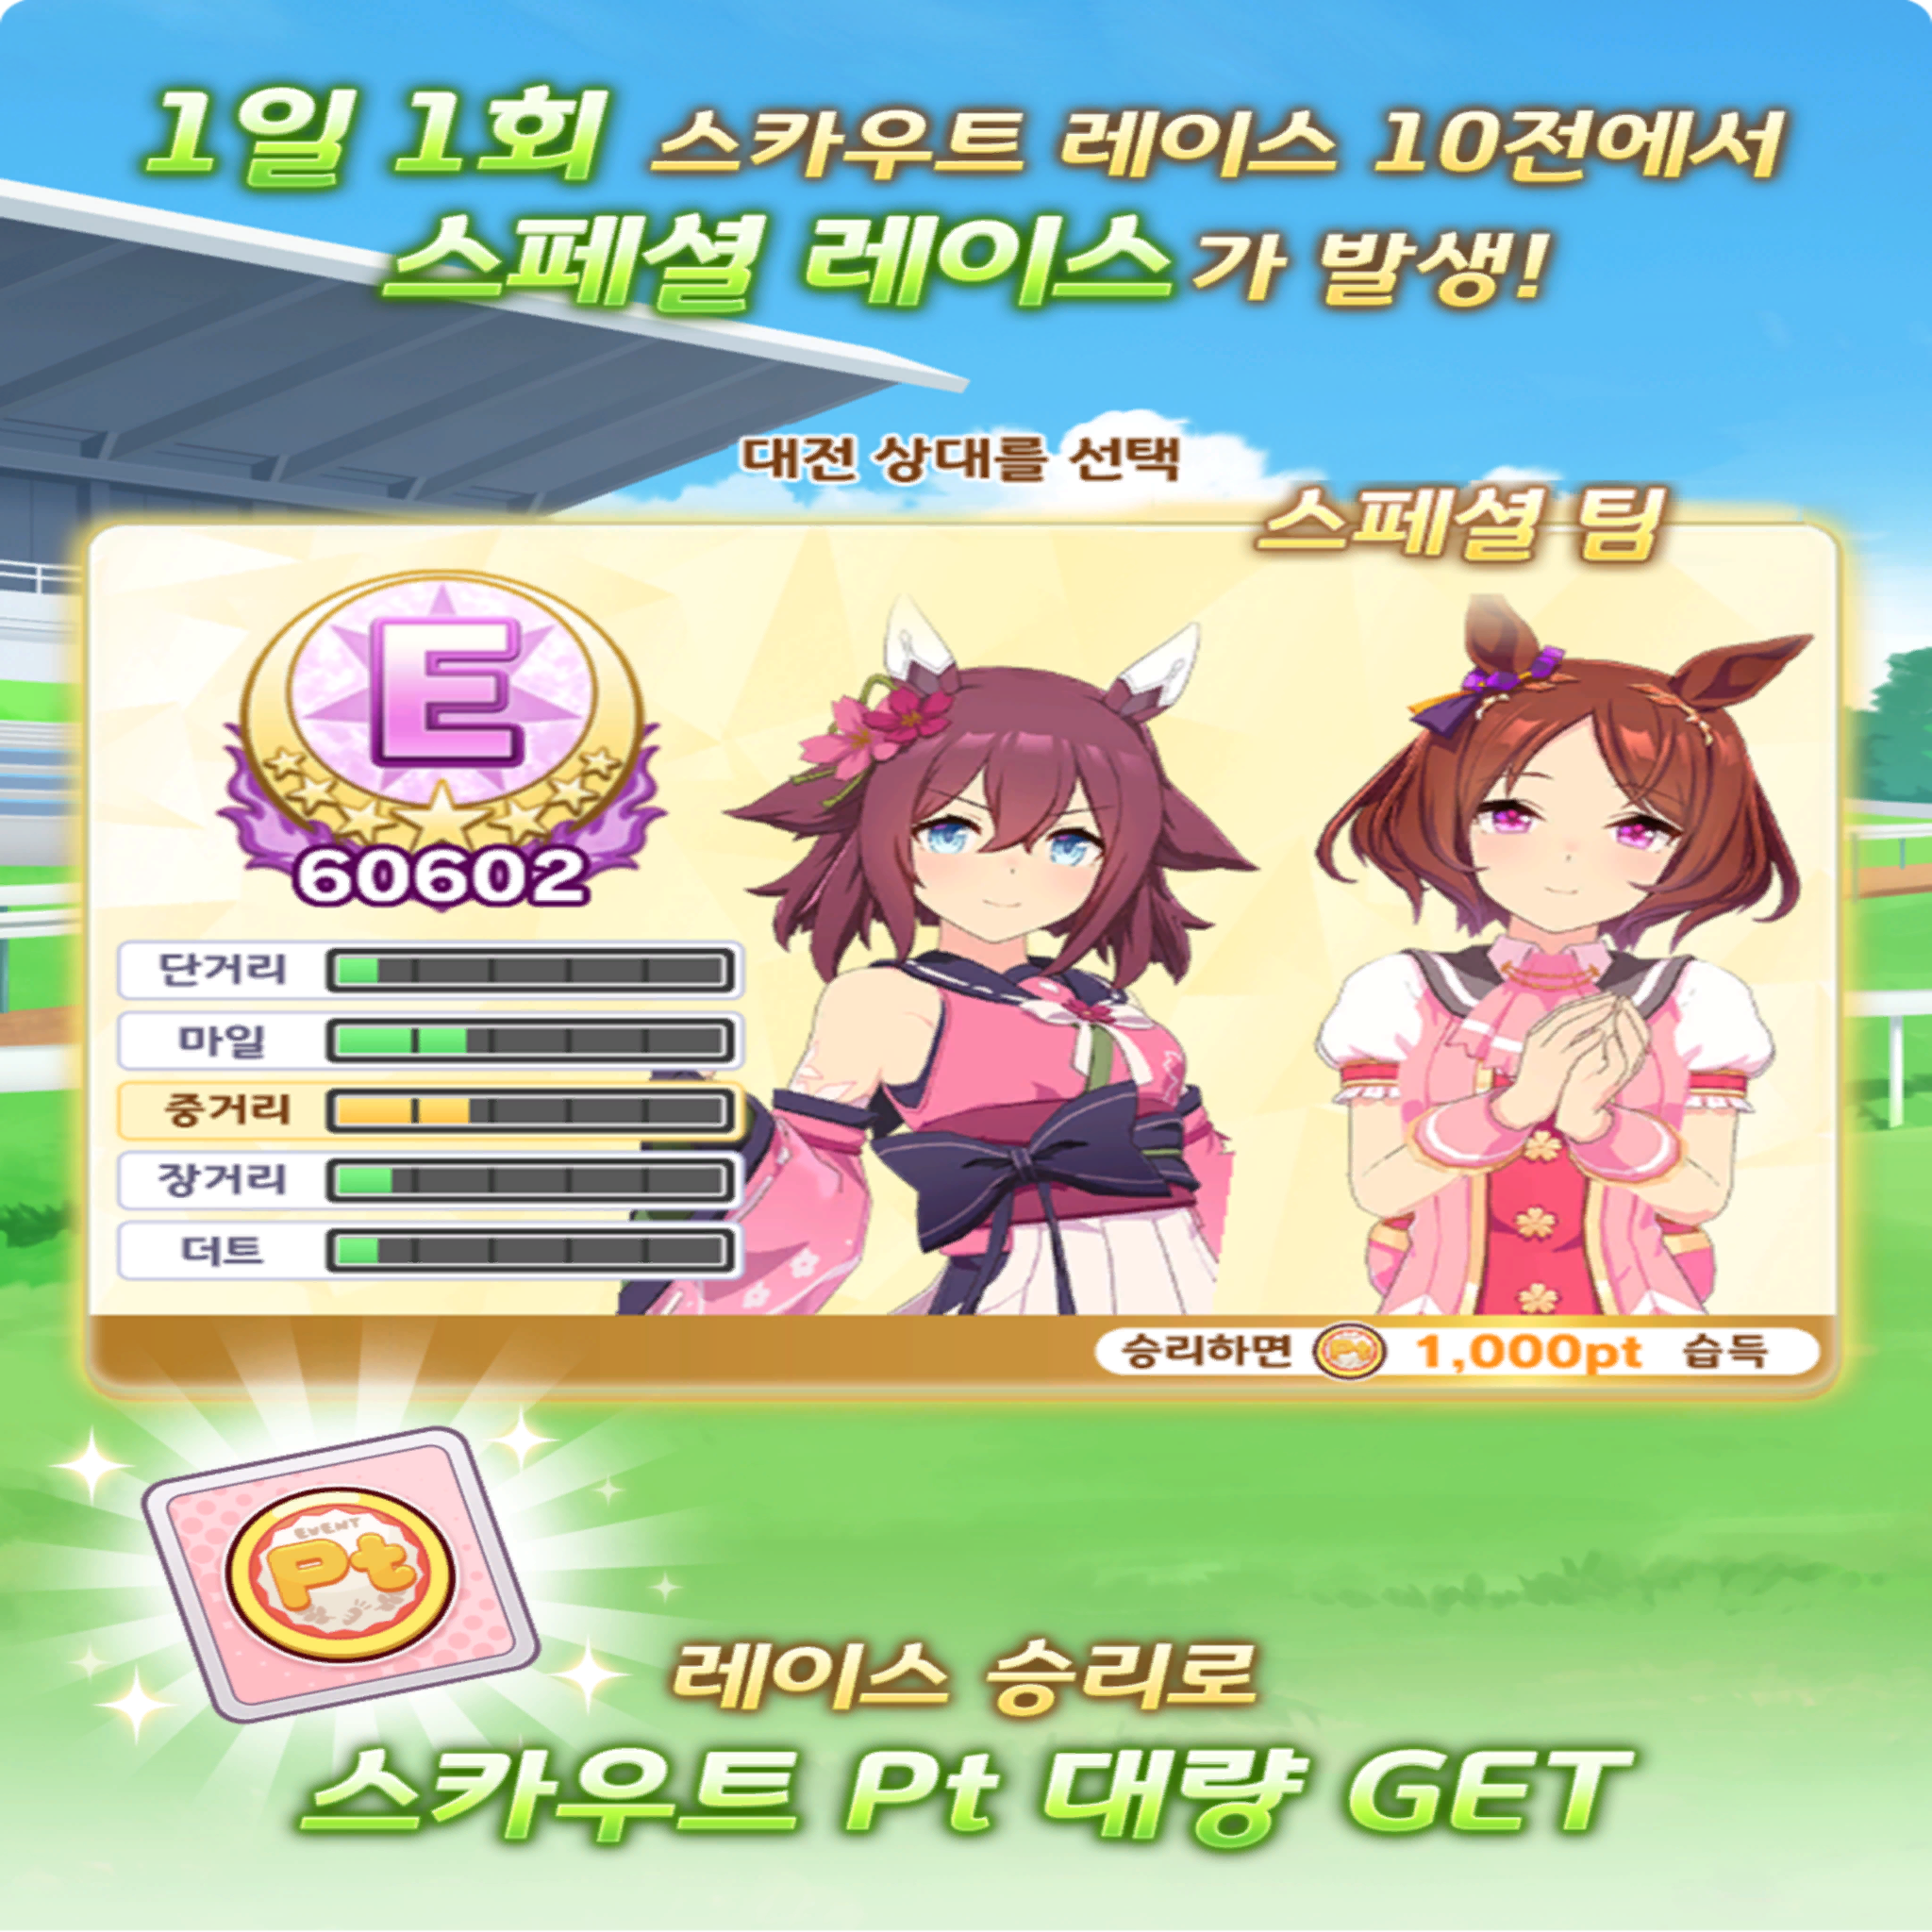 1일 1회 스카우트 레이스 10전에서
스페셜 레이스가 발생!
대전 상대를 선택
스페셜 팀
E
60602
단거리
마일
중거리
장거리
더트
승리하면 Pt 1,000pt 습득
EVENT
Pt
레이스 승리로
스카우트 Pt 대량 GET